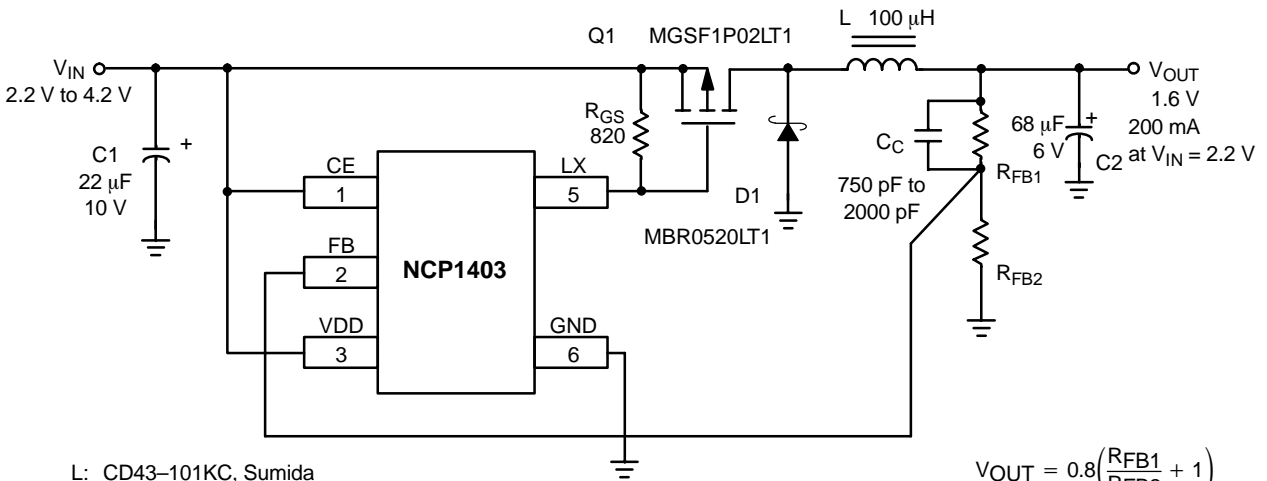 L 100 μH
Q1 MGSF1P02LT1
VIN
2.2 V to 4.2 V
VOUT
1.6 V
200 mA
at VIN = 2.2 V
RGS
820
C1
22 μF
10 V
+
CE
1
LX
5
FB
2
NCP1403
VDD
3
GND
6
D1
MBR0520LT1
CC
750 pF to
2000 pF
RFB1
RFB2
68 μF
6 V
+
C2
L: CD43–101KC, Sumida
VOUT = 0.8(RFB1 + 1)